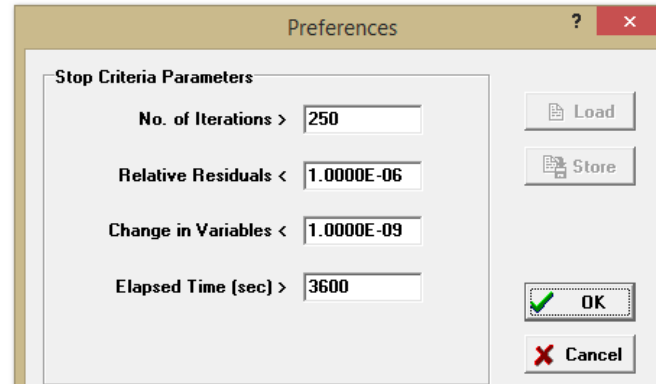 Preferences
?
×
Stop Criteria Parameters
No. of Iterations > 250
Relative Residuals < 1.0000E-06
Change in Variables < 1.0000E-09
Elapsed Time (sec) > 3600
Load
Store
OK
Cancel